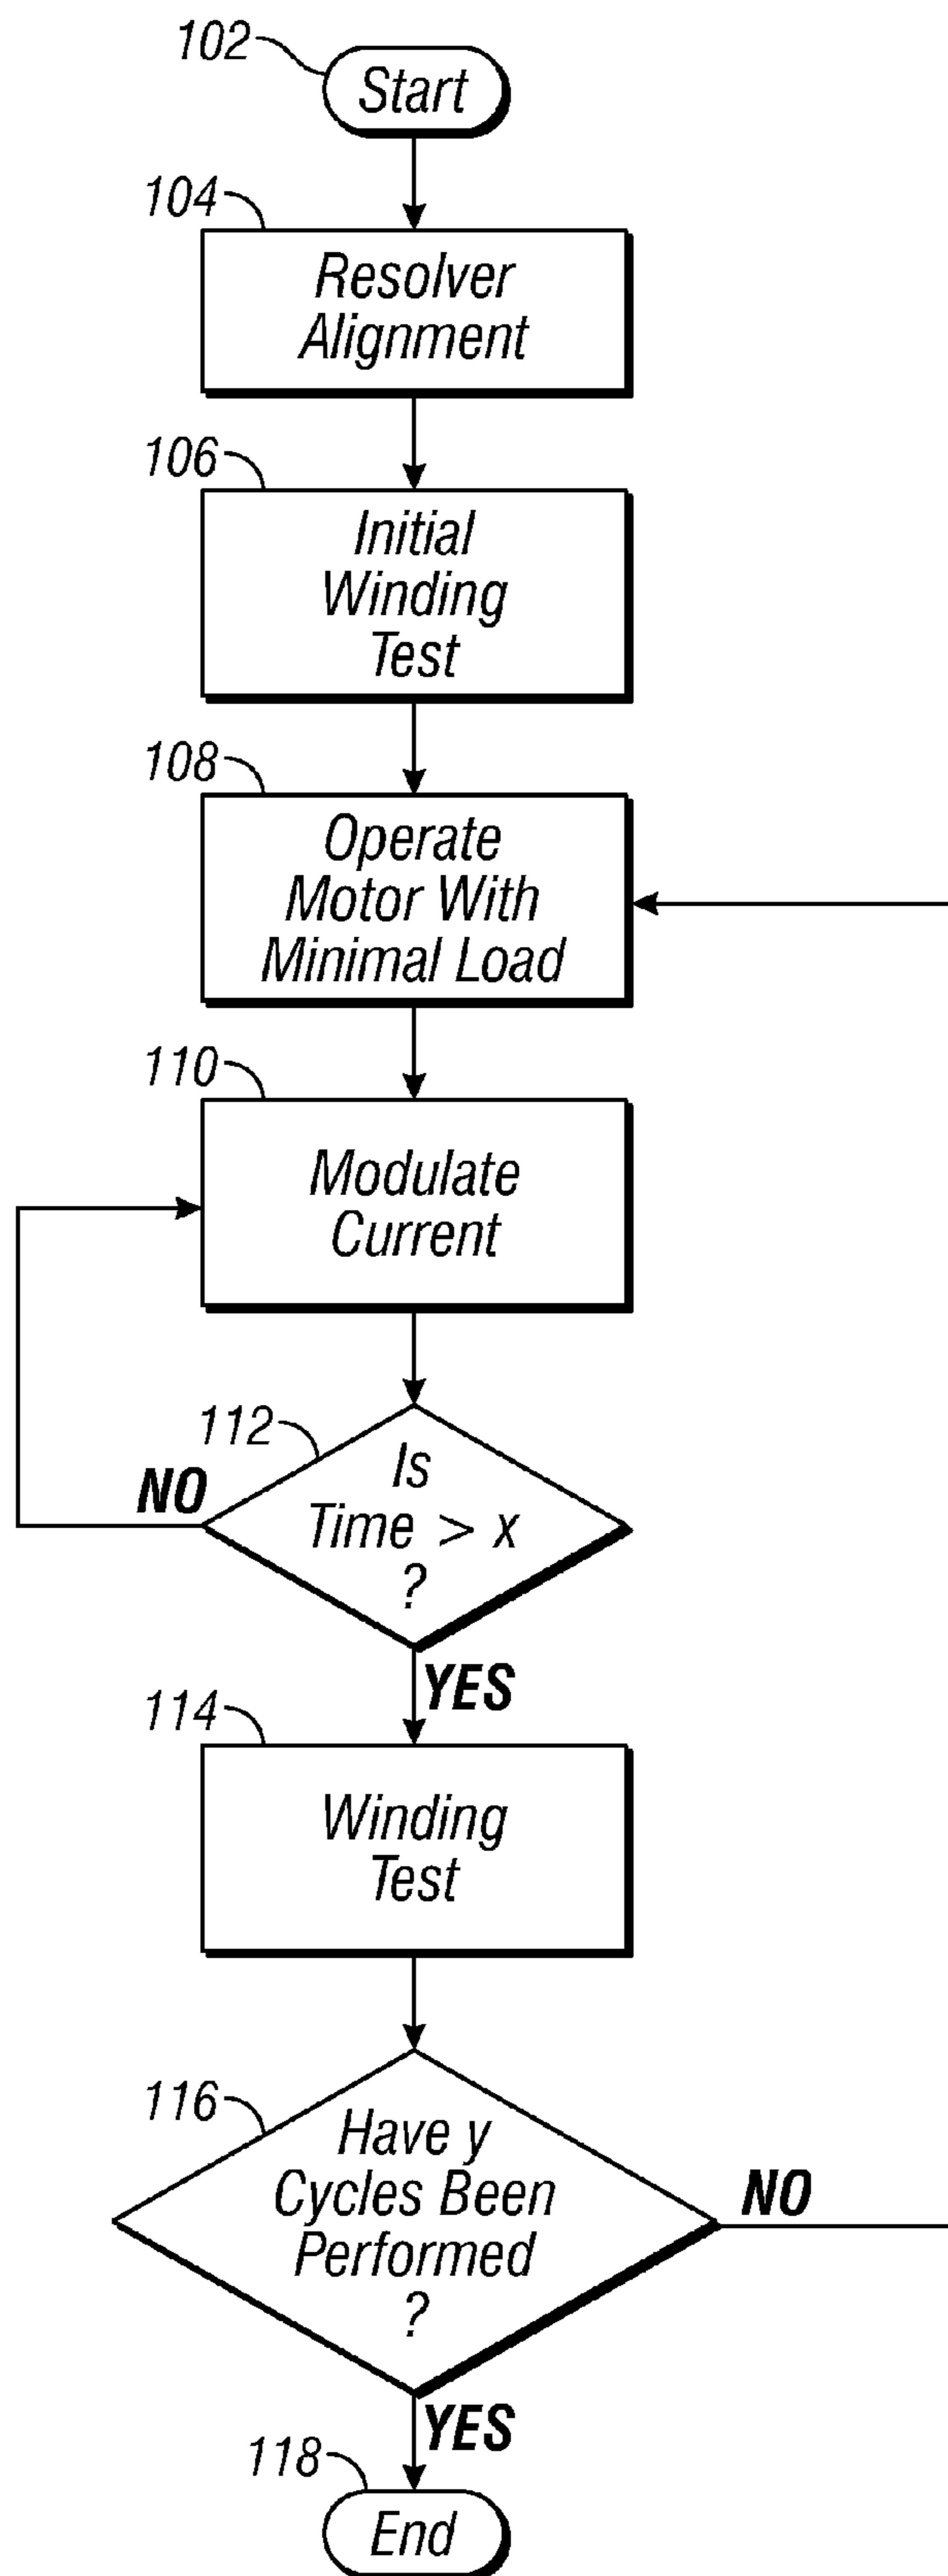 102
Start
104
Resolver
Alignment
106
Initial
Winding
Test
108
Operate
Motor With
Minimal Load
110
Modulate
Current
112
Is
Time > x
?
NO
YES
114
Winding
Test
116
Have y
Cycles Been
Performed
?
NO
YES
118
End